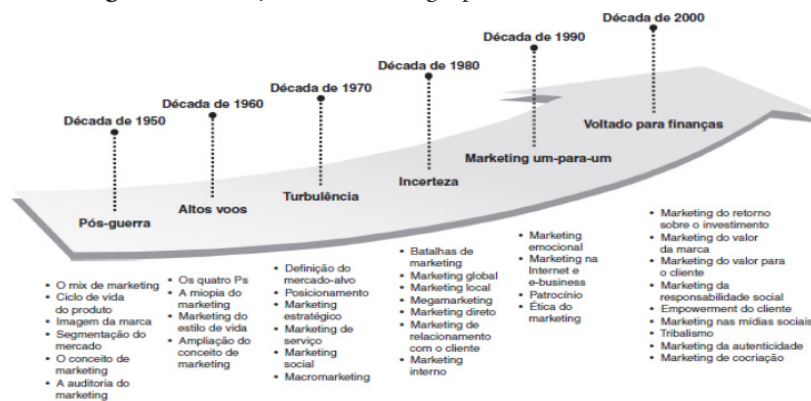 Década de 2000
Década de 1990
Década de 1980
Década de 1970
Década de 1960
Década de 1950
Pós-guerra
Altos voos
Turbulência
Incerteza
Marketing um-para-um
Voltado para finanças
• O mix de marketing
• Ciclo de vida
do produto
• Imagem da marca
• Segmentação do
mercado
• O conceito de
marketing
• A auditoria do
marketing
• Os quatro Ps
• A miopia do
marketing
• Marketing do
estilo de vida
• Ampliação do
conceito de
marketing
• Definição do
mercado-alvo
• Posicionamento
• Marketing
estratégico
• Marketing de
serviço
• Marketing
social
• Macromarketing
• Batalhas de
marketing
• Marketing global
• Marketing local
• Megamarketing
• Marketing direto
• Marketing de
relacionamento
com o cliente
• Marketing
interno
• Marketing
emocional
• Marketing na
Internet e
e-business
• Patrocínio
• Ética do
marketing
• Marketing do retorno
sobre o investimento
• Marketing do valor
da marca
• Marketing do valor para
o cliente
• Marketing da
responsabilidade social
• Empowerment do cliente
• Marketing nas mídias sociais
• Tribalismo
• Marketing da autenticidade
• Marketing de cocriação